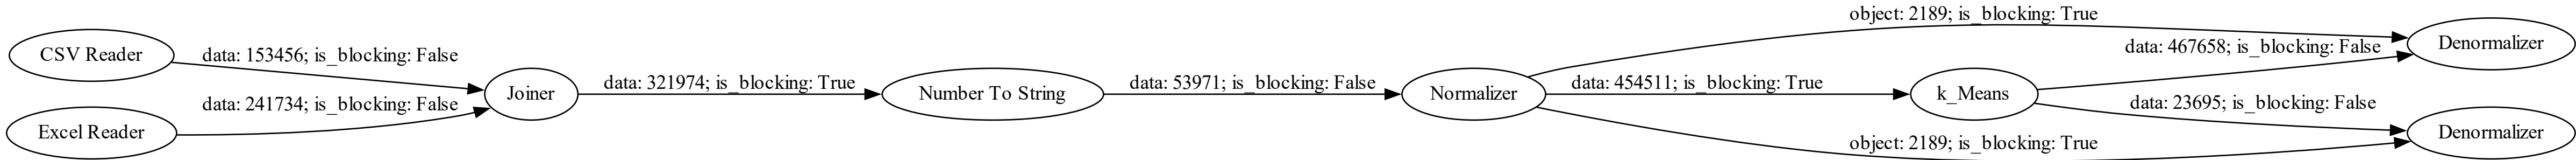 CSV Reader
data: 153456; is_blocking: False
Excel Reader
data: 241734; is_blocking: False
Joiner
data: 321974; is_blocking: True
Number To String
data: 53971; is_blocking: False
Normalizer
object: 2189; is_blocking: True
data: 454511; is_blocking: True
object: 2189; is_blocking: True
k_Means
data: 467658; is_blocking: False
data: 23695; is_blocking: False
Denormalizer
Denormalizer